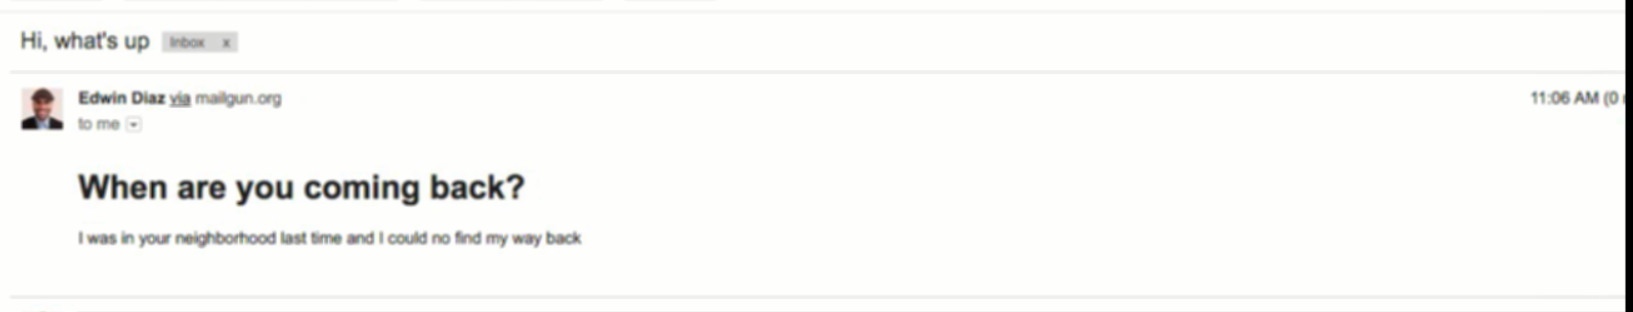 Hi, what's up Inbox x
Edwin Diaz via mailgun.org 11:06 AM (0
to me
When are you coming back?
I was in your neighborhood last time and I could no find my way back